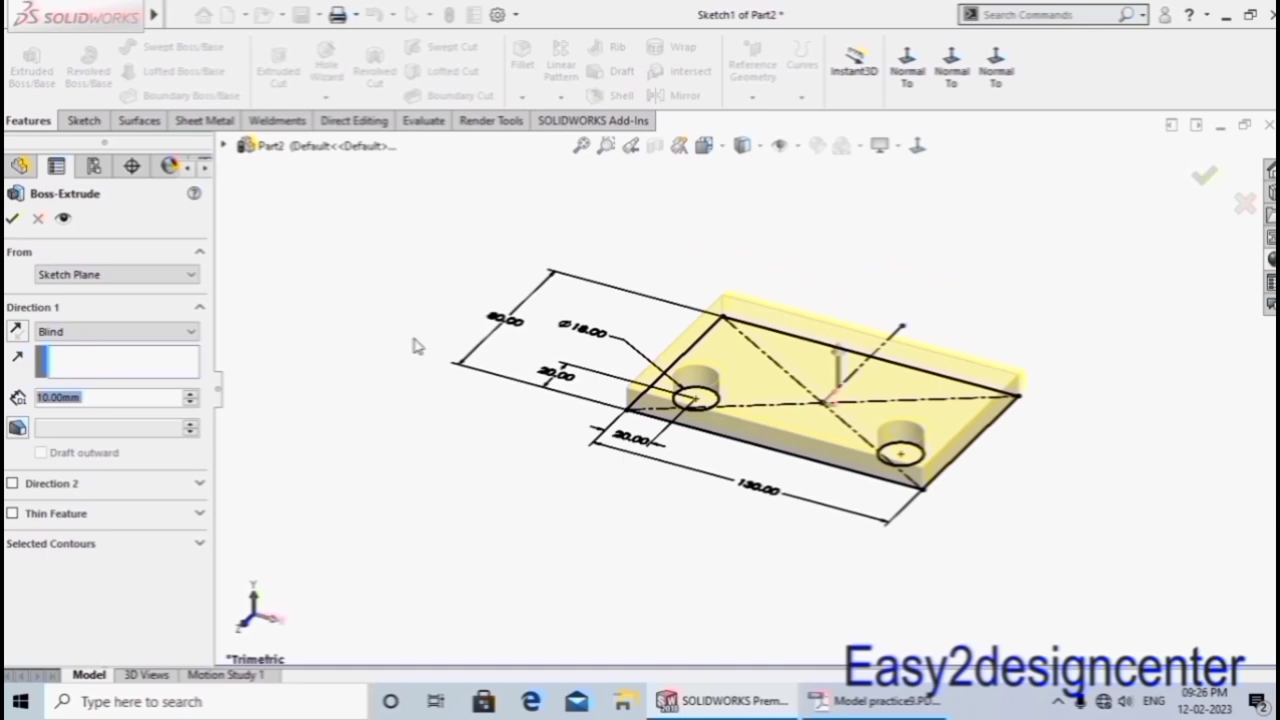 SOLIDWORKS
Sketch1 of Part2 *
Search Commands
Extruded Boss/Base
Revolved Boss/Base
Swept Boss/Base
Lofted Boss/Base
Boundary Boss/Base
Extruded Cut
Hole Wizard
Revolved Cut
Swept Cut
Lofted Cut
Boundary Cut
Fillet
Linear Pattern
Rib
Draft
Shell
Wrap
Intersect
Mirror
Reference Geometry
Curves
Instant3D
Normal To
Normal To
Normal To
Features Sketch Surfaces Sheet Metal Weldments Direct Editing Evaluate Render Tools SOLIDWORKS Add-Ins
Part2 (Default<<Default>...
Boss-Extrude
From
Sketch Plane
Direction 1
Blind
10.00mm
Draft outward
Direction 2
Thin Feature
Selected Contours
Ø18.00
20.00
20.00
130.00
Y
*Trimetric
Model 3D Views Motion Study 1
Easy2designcenter
Type here to search
SOLIDWORKS Prem...
Model practice9.PD...
ENG
09:26 PM
12-02-2023